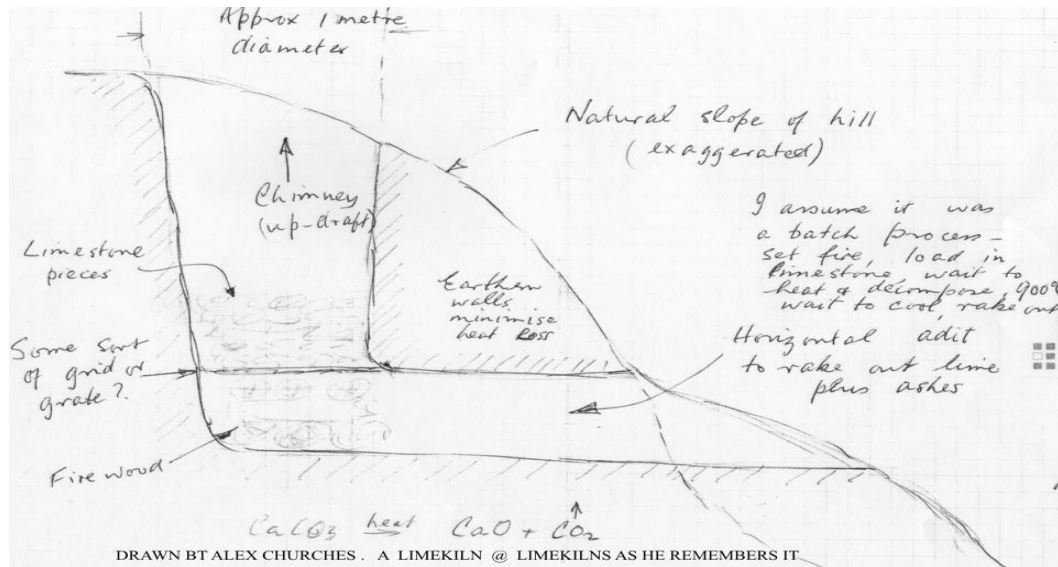 Approx 1 metre
diameter
Natural slope of hill
(exaggerated)
Chimney
(up-draft)
I assume it was
a batch process -
set fire, load in
limestone, wait to
heat & decompose, 900°
wait to cool, rake out
Limestone
pieces
Earthern
walls
minimise
heat loss
Horizontal adit
to rake out lime
plus ashes
Some sort
of grid or
grate?
Fire wood
CaCO3 heat CaO + CO2
DRAWN BT ALEX CHURCHES . A LIMEKILN @ LIMEKILNS AS HE REMEMBERS IT